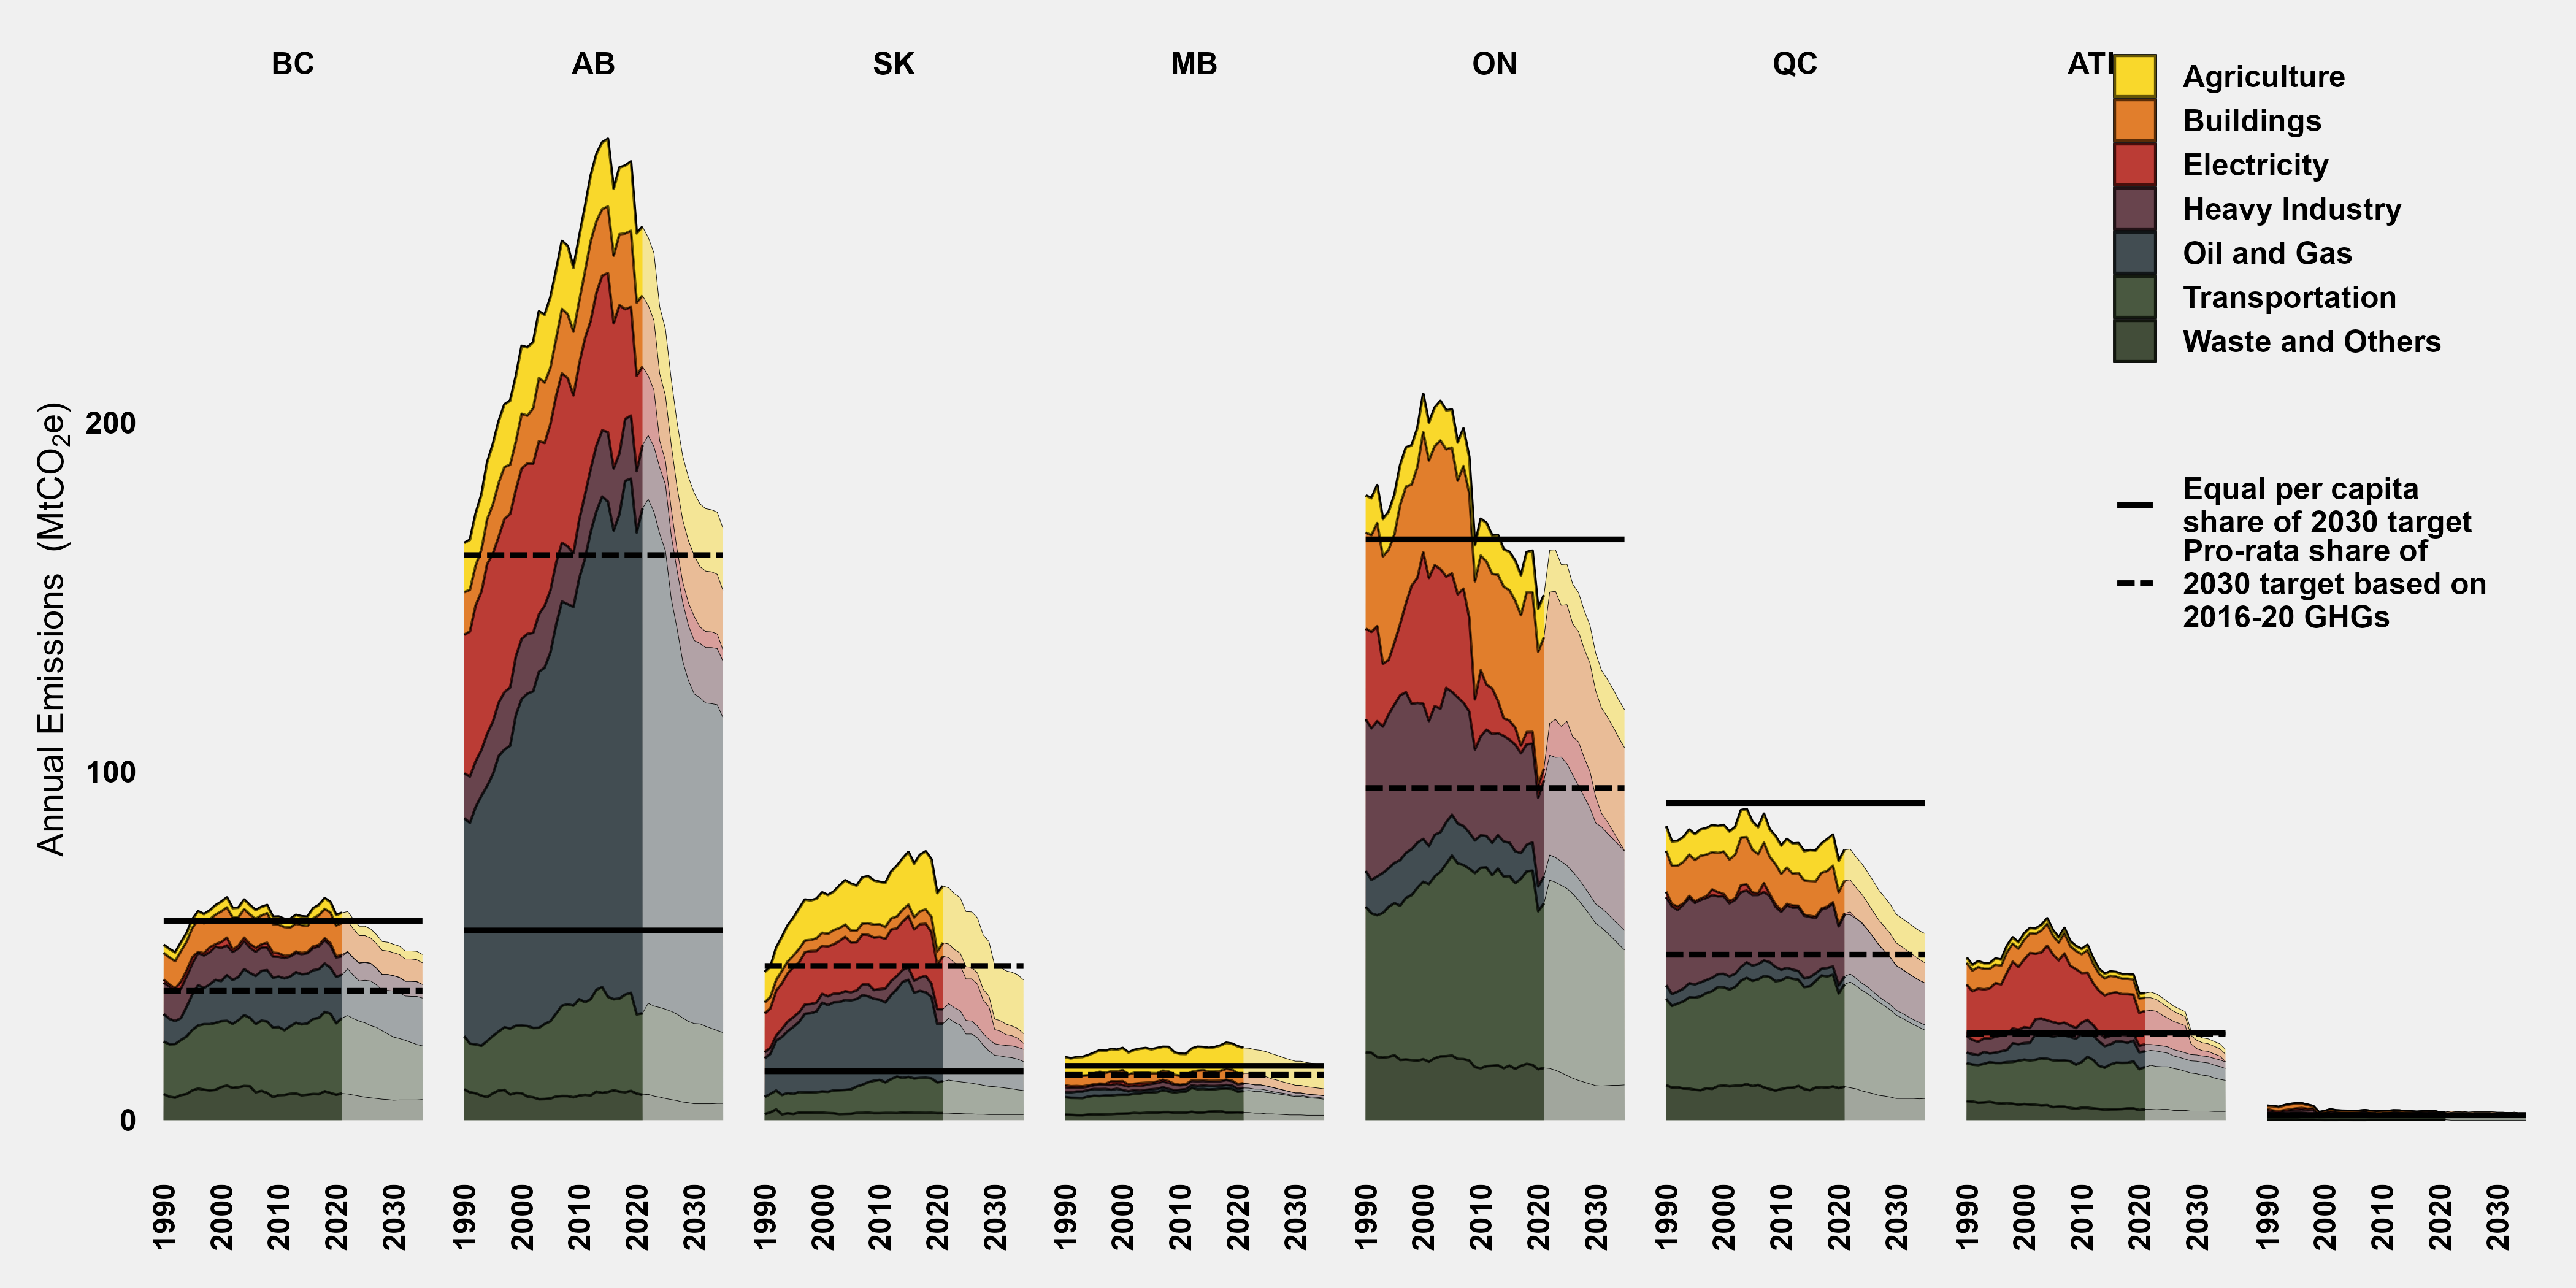 BC AB SK MB ON QC ATL
Agriculture
Buildings
Electricity
Heavy Industry
Oil and Gas
Transportation
Waste and Others
Equal per capita
share of 2030 target
Pro-rata share of
2030 target based on
2016-20 GHGs
Annual Emissions (MtCO₂e)
200
100
0
1990 2000 2010 2020 2030
1990 2000 2010 2020 2030
1990 2000 2010 2020 2030
1990 2000 2010 2020 2030
1990 2000 2010 2020 2030
1990 2000 2010 2020 2030
1990 2000 2010 2020 2030
1990 2000 2010 2020 2030